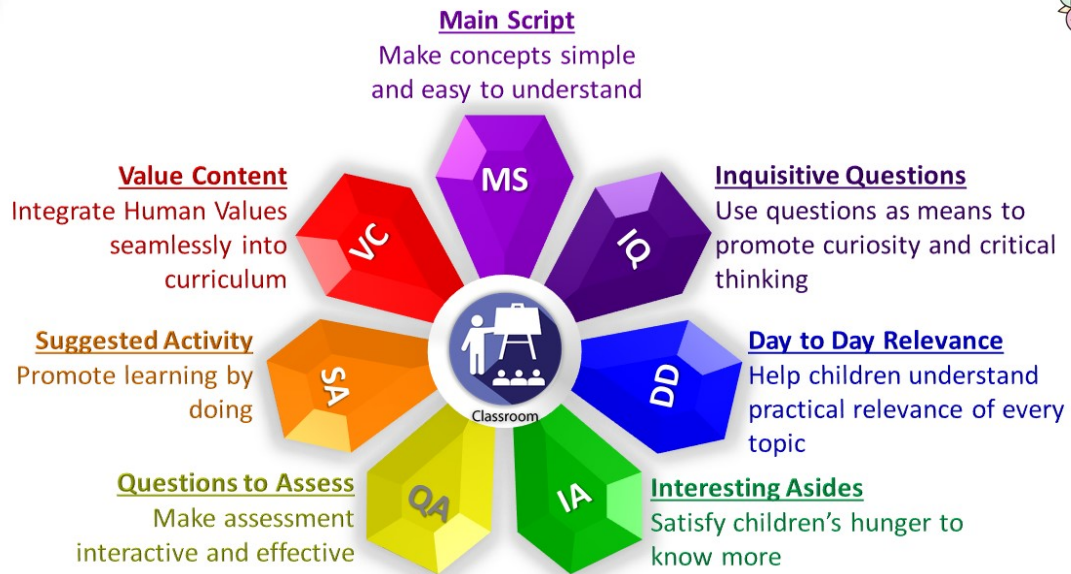 Main Script
Make concepts simple
and easy to understand
MS
Value Content
Integrate Human Values
seamlessly into
curriculum
VC
Inquisitive Questions
Use questions as means to
promote curiosity and critical
thinking
IQ
Suggested Activity
Promote learning by
doing
SA
Classroom
Day to Day Relevance
Help children understand
practical relevance of every
topic
DD
Questions to Assess
Make assessment
interactive and effective
QA
Interesting Asides
Satisfy children's hunger to
know more
IA